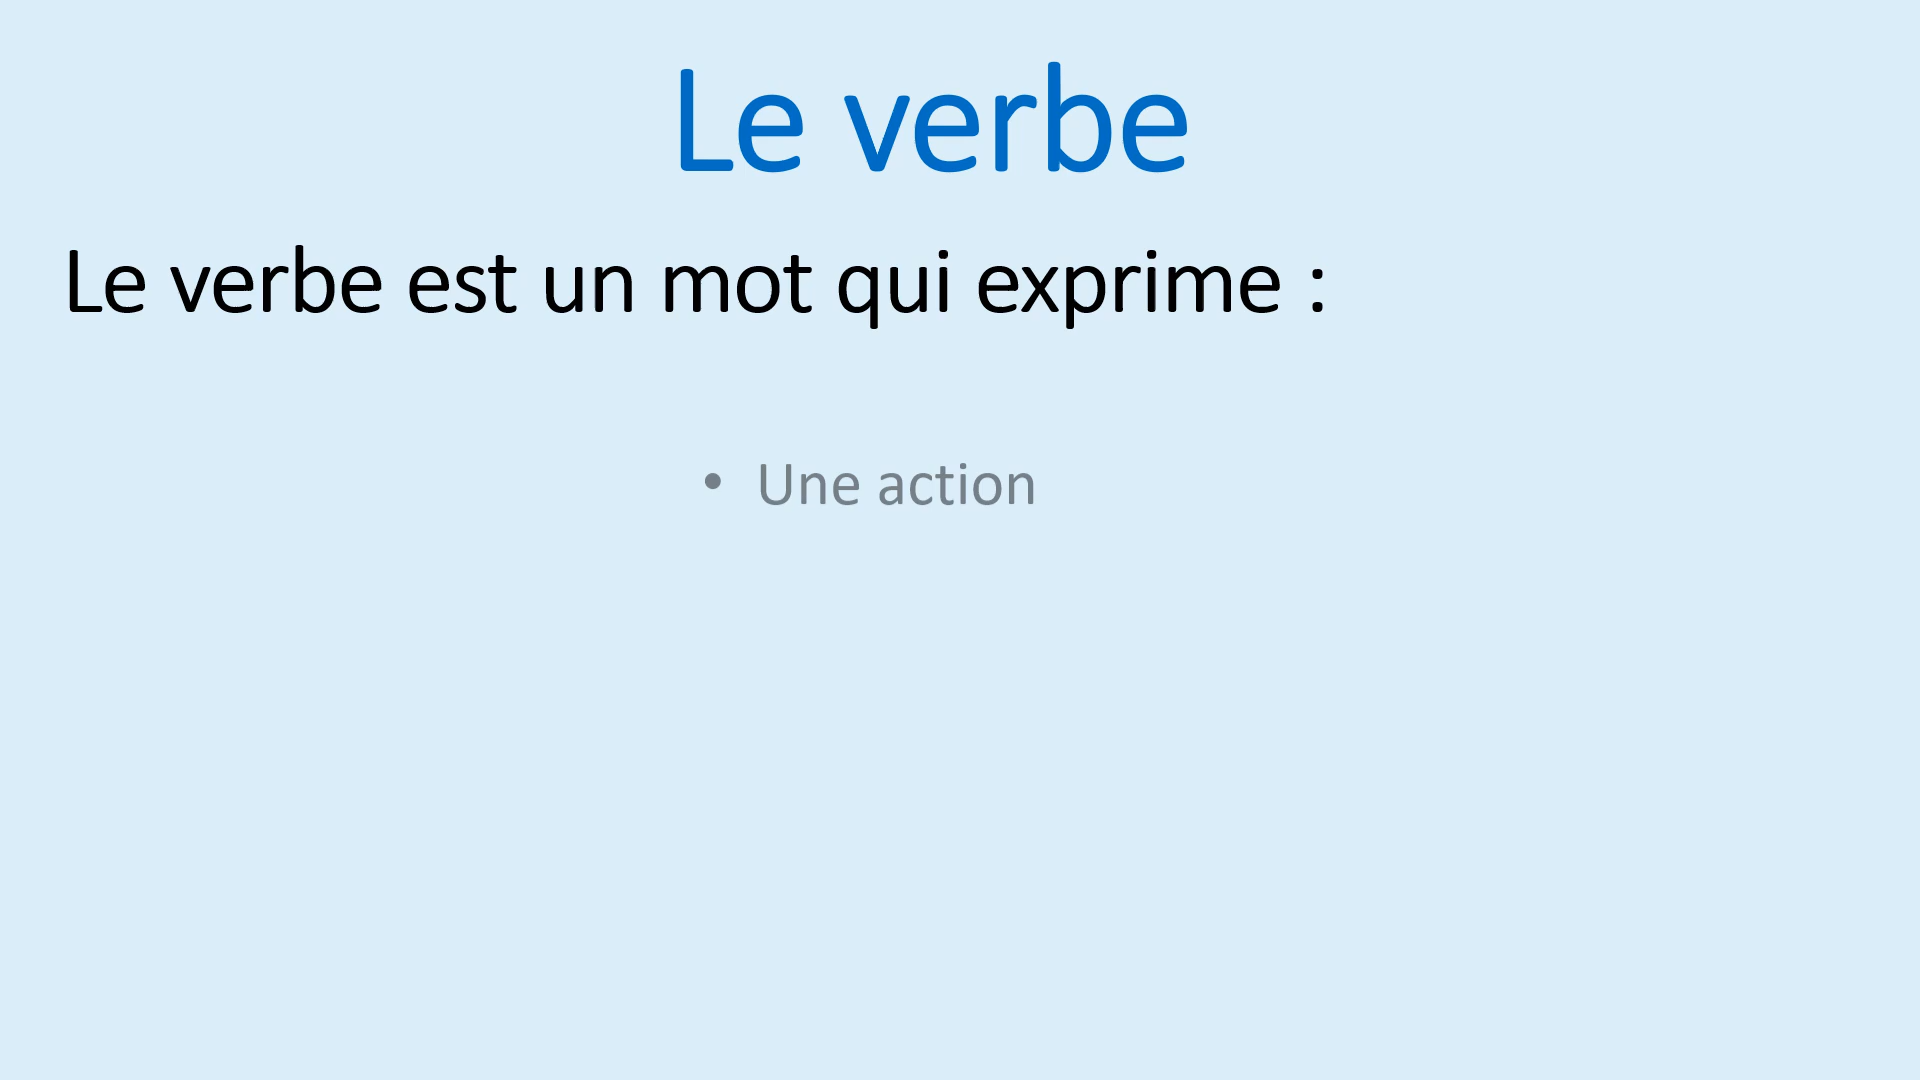 Le verbe
Le verbe est un mot qui exprime :
• Une action